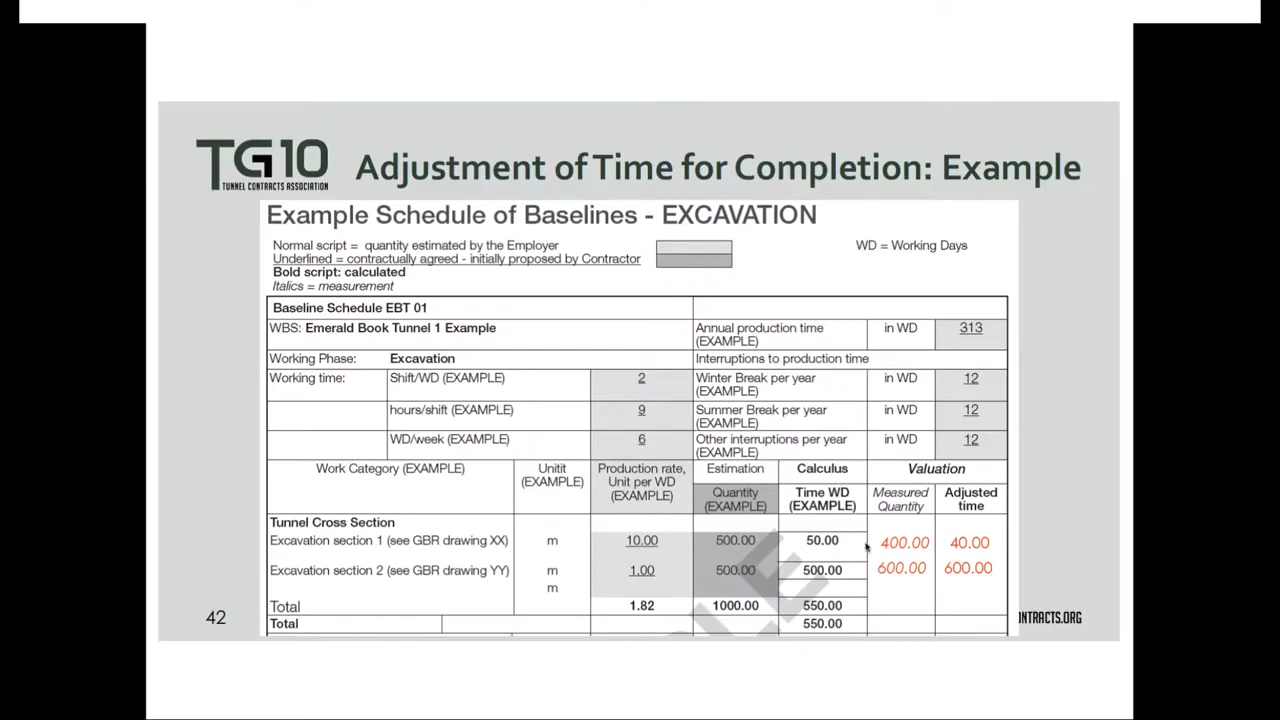 TG10
TUNNEL CONTRACTS ASSOCIATION
Adjustment of Time for Completion: Example
Example Schedule of Baselines - EXCAVATION
Normal script = quantity estimated by the Employer
WD = Working Days
Underlined = contractually agreed - initially proposed by Contractor
Bold script: calculated
Italics = measurement
Baseline Schedule EBT 01
WBS: Emerald Book Tunnel 1 Example
Annual production time (EXAMPLE) in WD 313
Working Phase: Excavation
Interruptions to production time
Working time: Shift/WD (EXAMPLE) 2
Winter Break per year (EXAMPLE) in WD 12
hours/shift (EXAMPLE) 9
Summer Break per year (EXAMPLE) in WD 12
WD/week (EXAMPLE) 6
Other interruptions per year (EXAMPLE) in WD 12
Work Category (EXAMPLE)
Unitit (EXAMPLE)
Production rate, Unit per WD (EXAMPLE)
Estimation
Calculus
Valuation
Quantity (EXAMPLE)
Time WD (EXAMPLE)
Measured Quantity
Adjusted time
Tunnel Cross Section
Excavation section 1 (see GBR drawing XX) m 10.00 500.00 50.00 400.00 40.00
Excavation section 2 (see GBR drawing YY) m 1.00 500.00 500.00 600.00 600.00
m
Total 1.82 1000.00 550.00
Total 550.00
42
NTRACTS.ORG